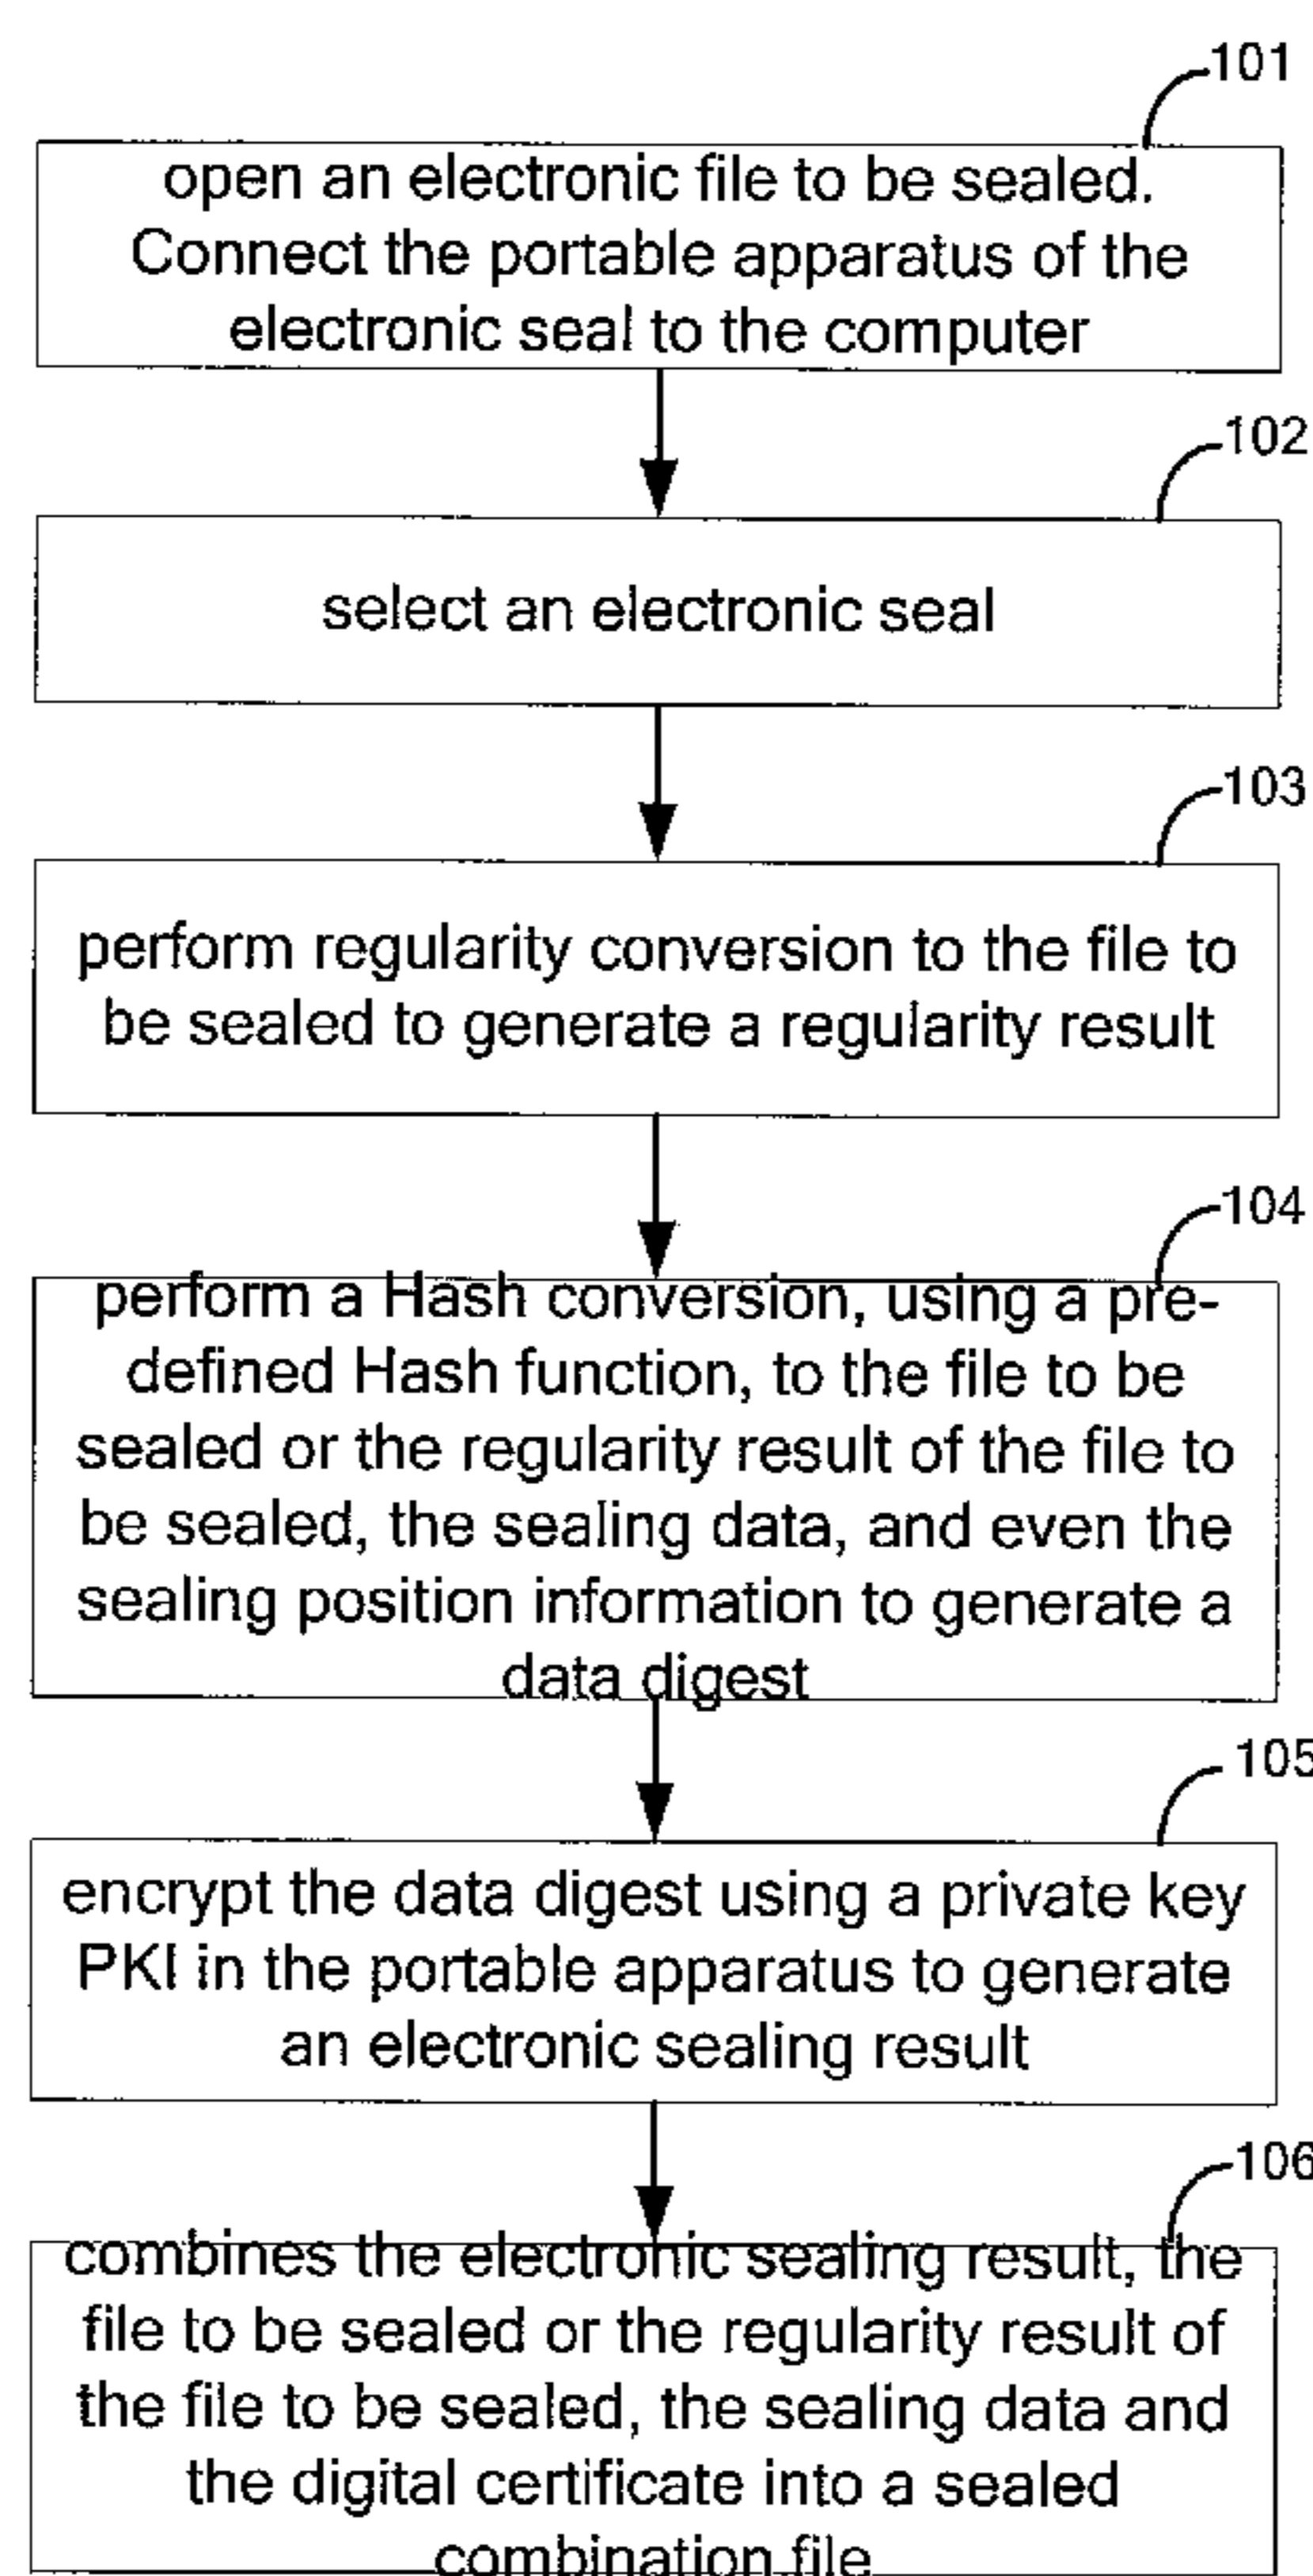 101
open an electronic file to be sealed.
Connect the portable apparatus of the
electronic seal to the computer
102
select an electronic seal
103
perform regularity conversion to the file to
be sealed to generate a regularity result
104
perform a Hash conversion, using a pre-
defined Hash function, to the file to be
sealed or the regularity result of the file to
be sealed, the sealing data, and even the
sealing position information to generate a
data digest
105
encrypt the data digest using a private key
PKI in the portable apparatus to generate
an electronic sealing result
106
combines the electronic sealing result, the
file to be sealed or the regularity result of
the file to be sealed, the sealing data and
the digital certificate into a sealed
combination file